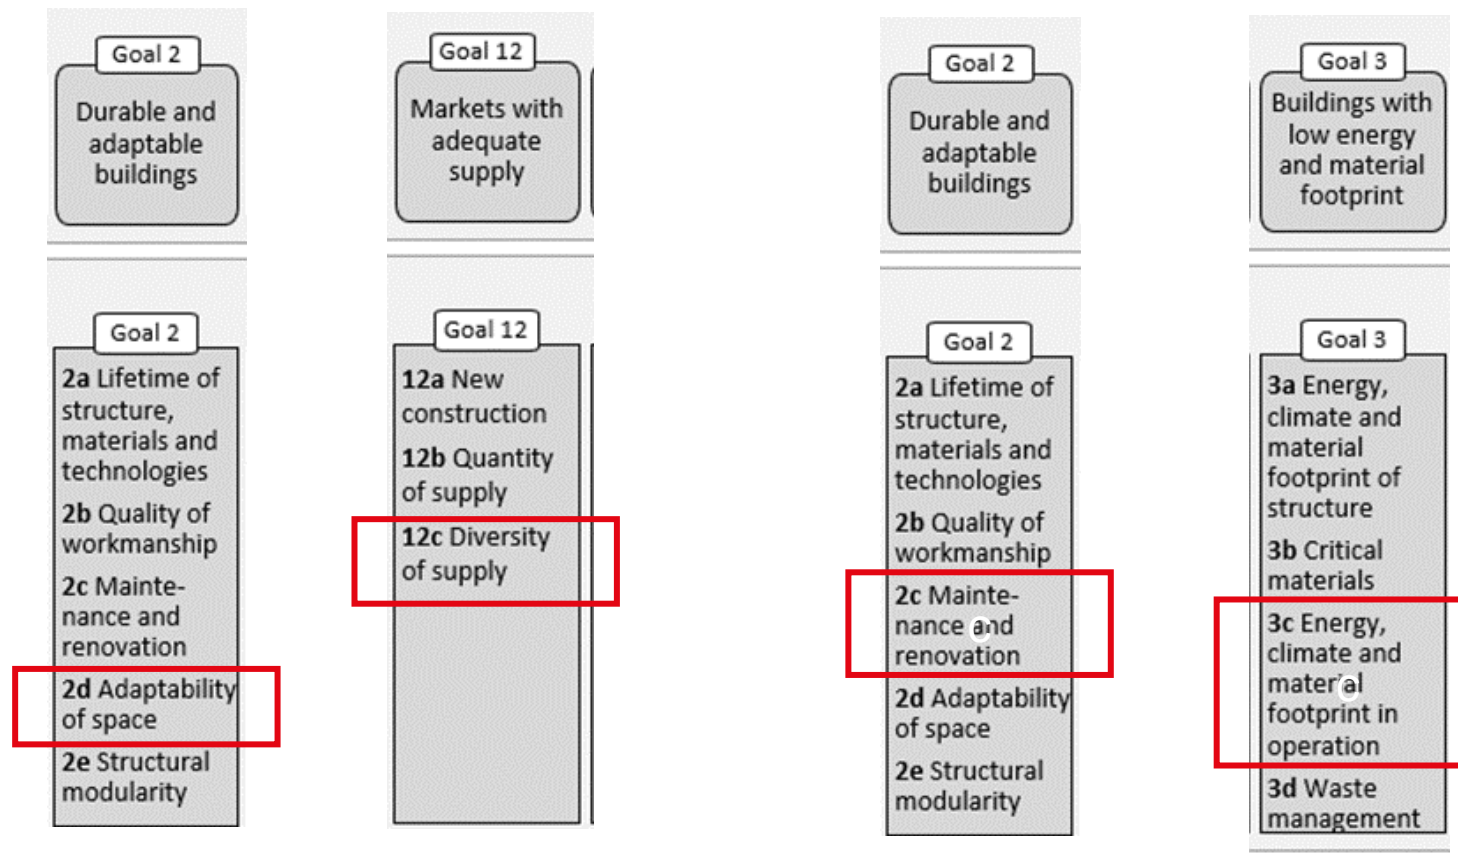 Goal 2
Durable and
adaptable
buildings
Goal 2
2a Lifetime of
structure,
materials and
technologies
2b Quality of
workmanship
2c Mainte-
nance and
renovation
2d Adaptability
of space
2e Structural
modularity
Goal 12
Markets with
adequate
supply
Goal 12
12a New
construction
12b Quantity
of supply
12c Diversity
of supply
Goal 2
Durable and
adaptable
buildings
Goal 2
2a Lifetime of
structure,
materials and
technologies
2b Quality of
workmanship
2c Mainte-
nance and
renovation
c
2d Adaptability
of space
2e Structural
modularity
Goal 3
Buildings with
low energy
and material
footprint
Goal 3
3a Energy,
climate and
material
footprint of
structure
3b Critical
materials
3c Energy,
climate and
material
footprint in
operation
c
3d Waste
management